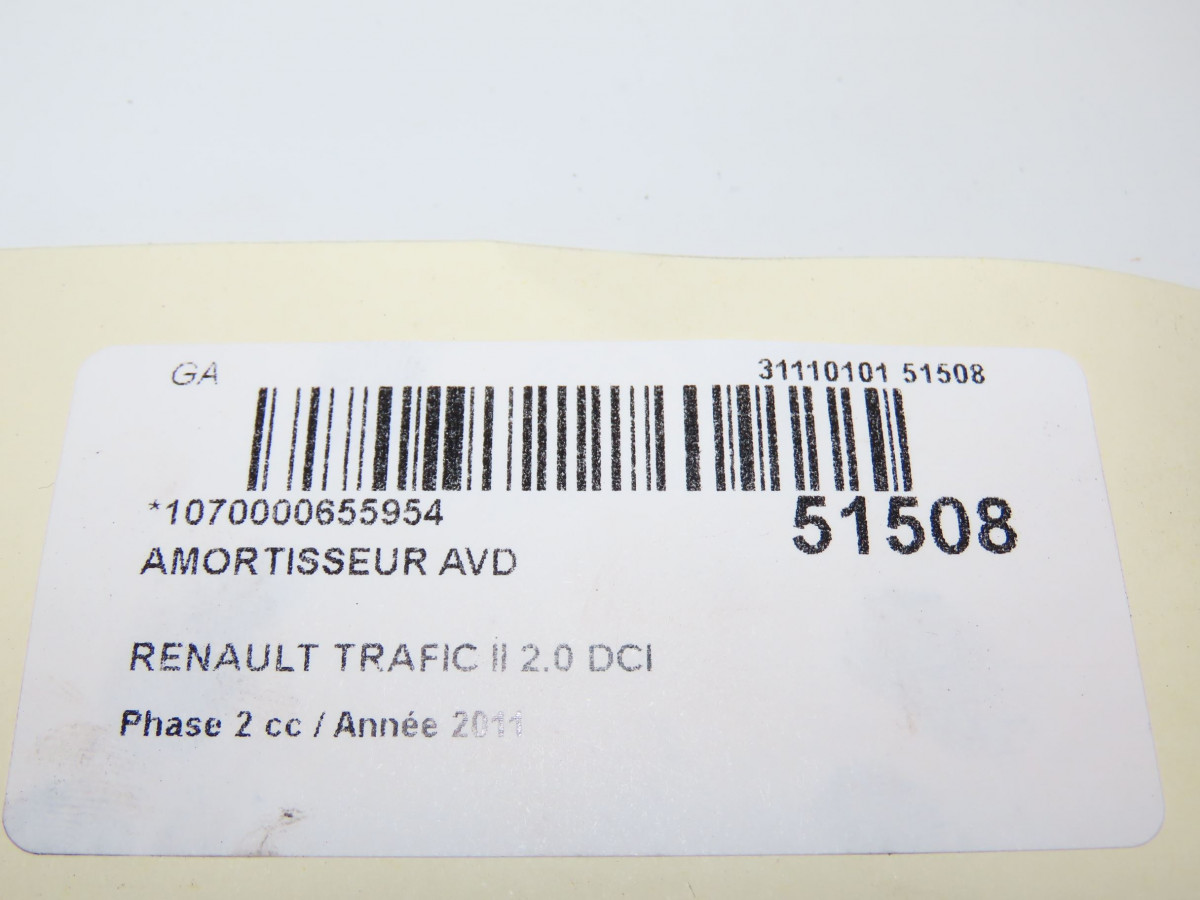 GA 31110101 51508
*1070000655954 51508
AMORTISSEUR AVD
RENAULT TRAFIC II 2.0 DCI
Phase 2 cc / Année 2011